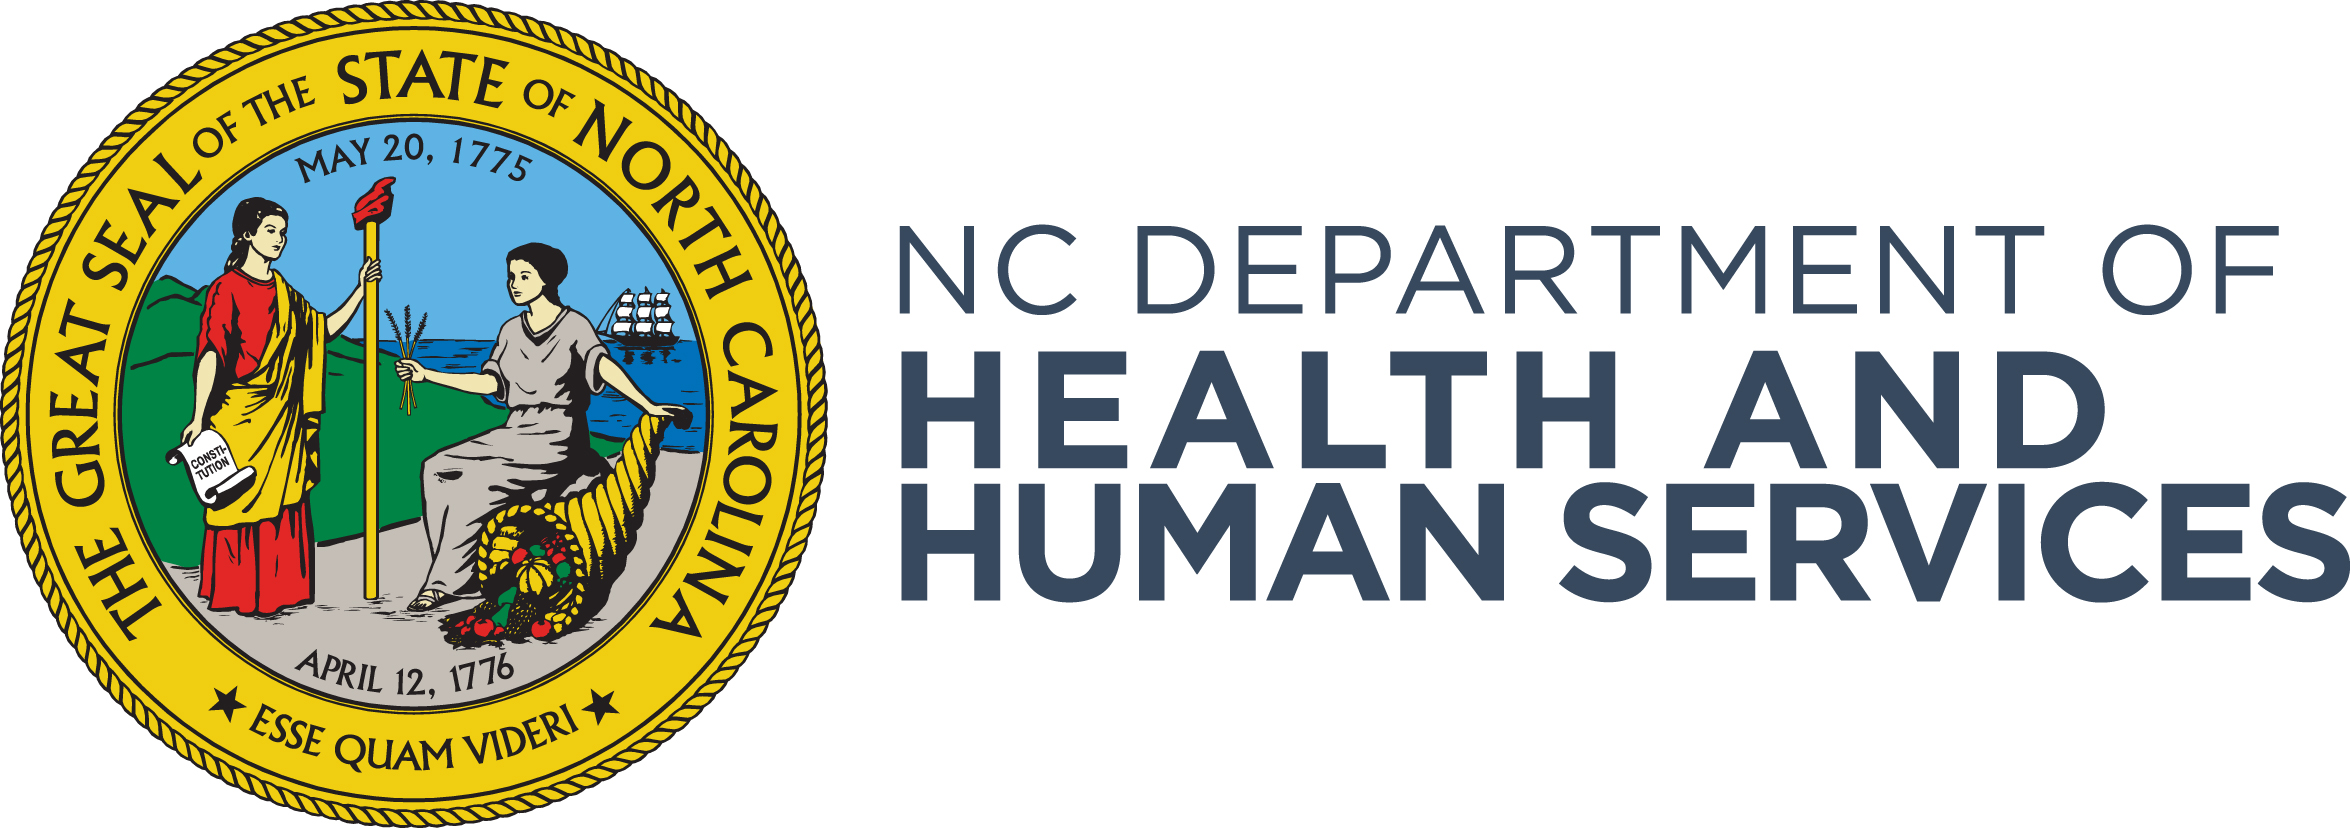 THE GREAT SEAL OF THE STATE OF NORTH CAROLINA
MAY 20, 1775
CONSTI-
TUTION
APRIL 12, 1776
ESSE QUAM VIDERI
NC DEPARTMENT OF
HEALTH AND
HUMAN SERVICES